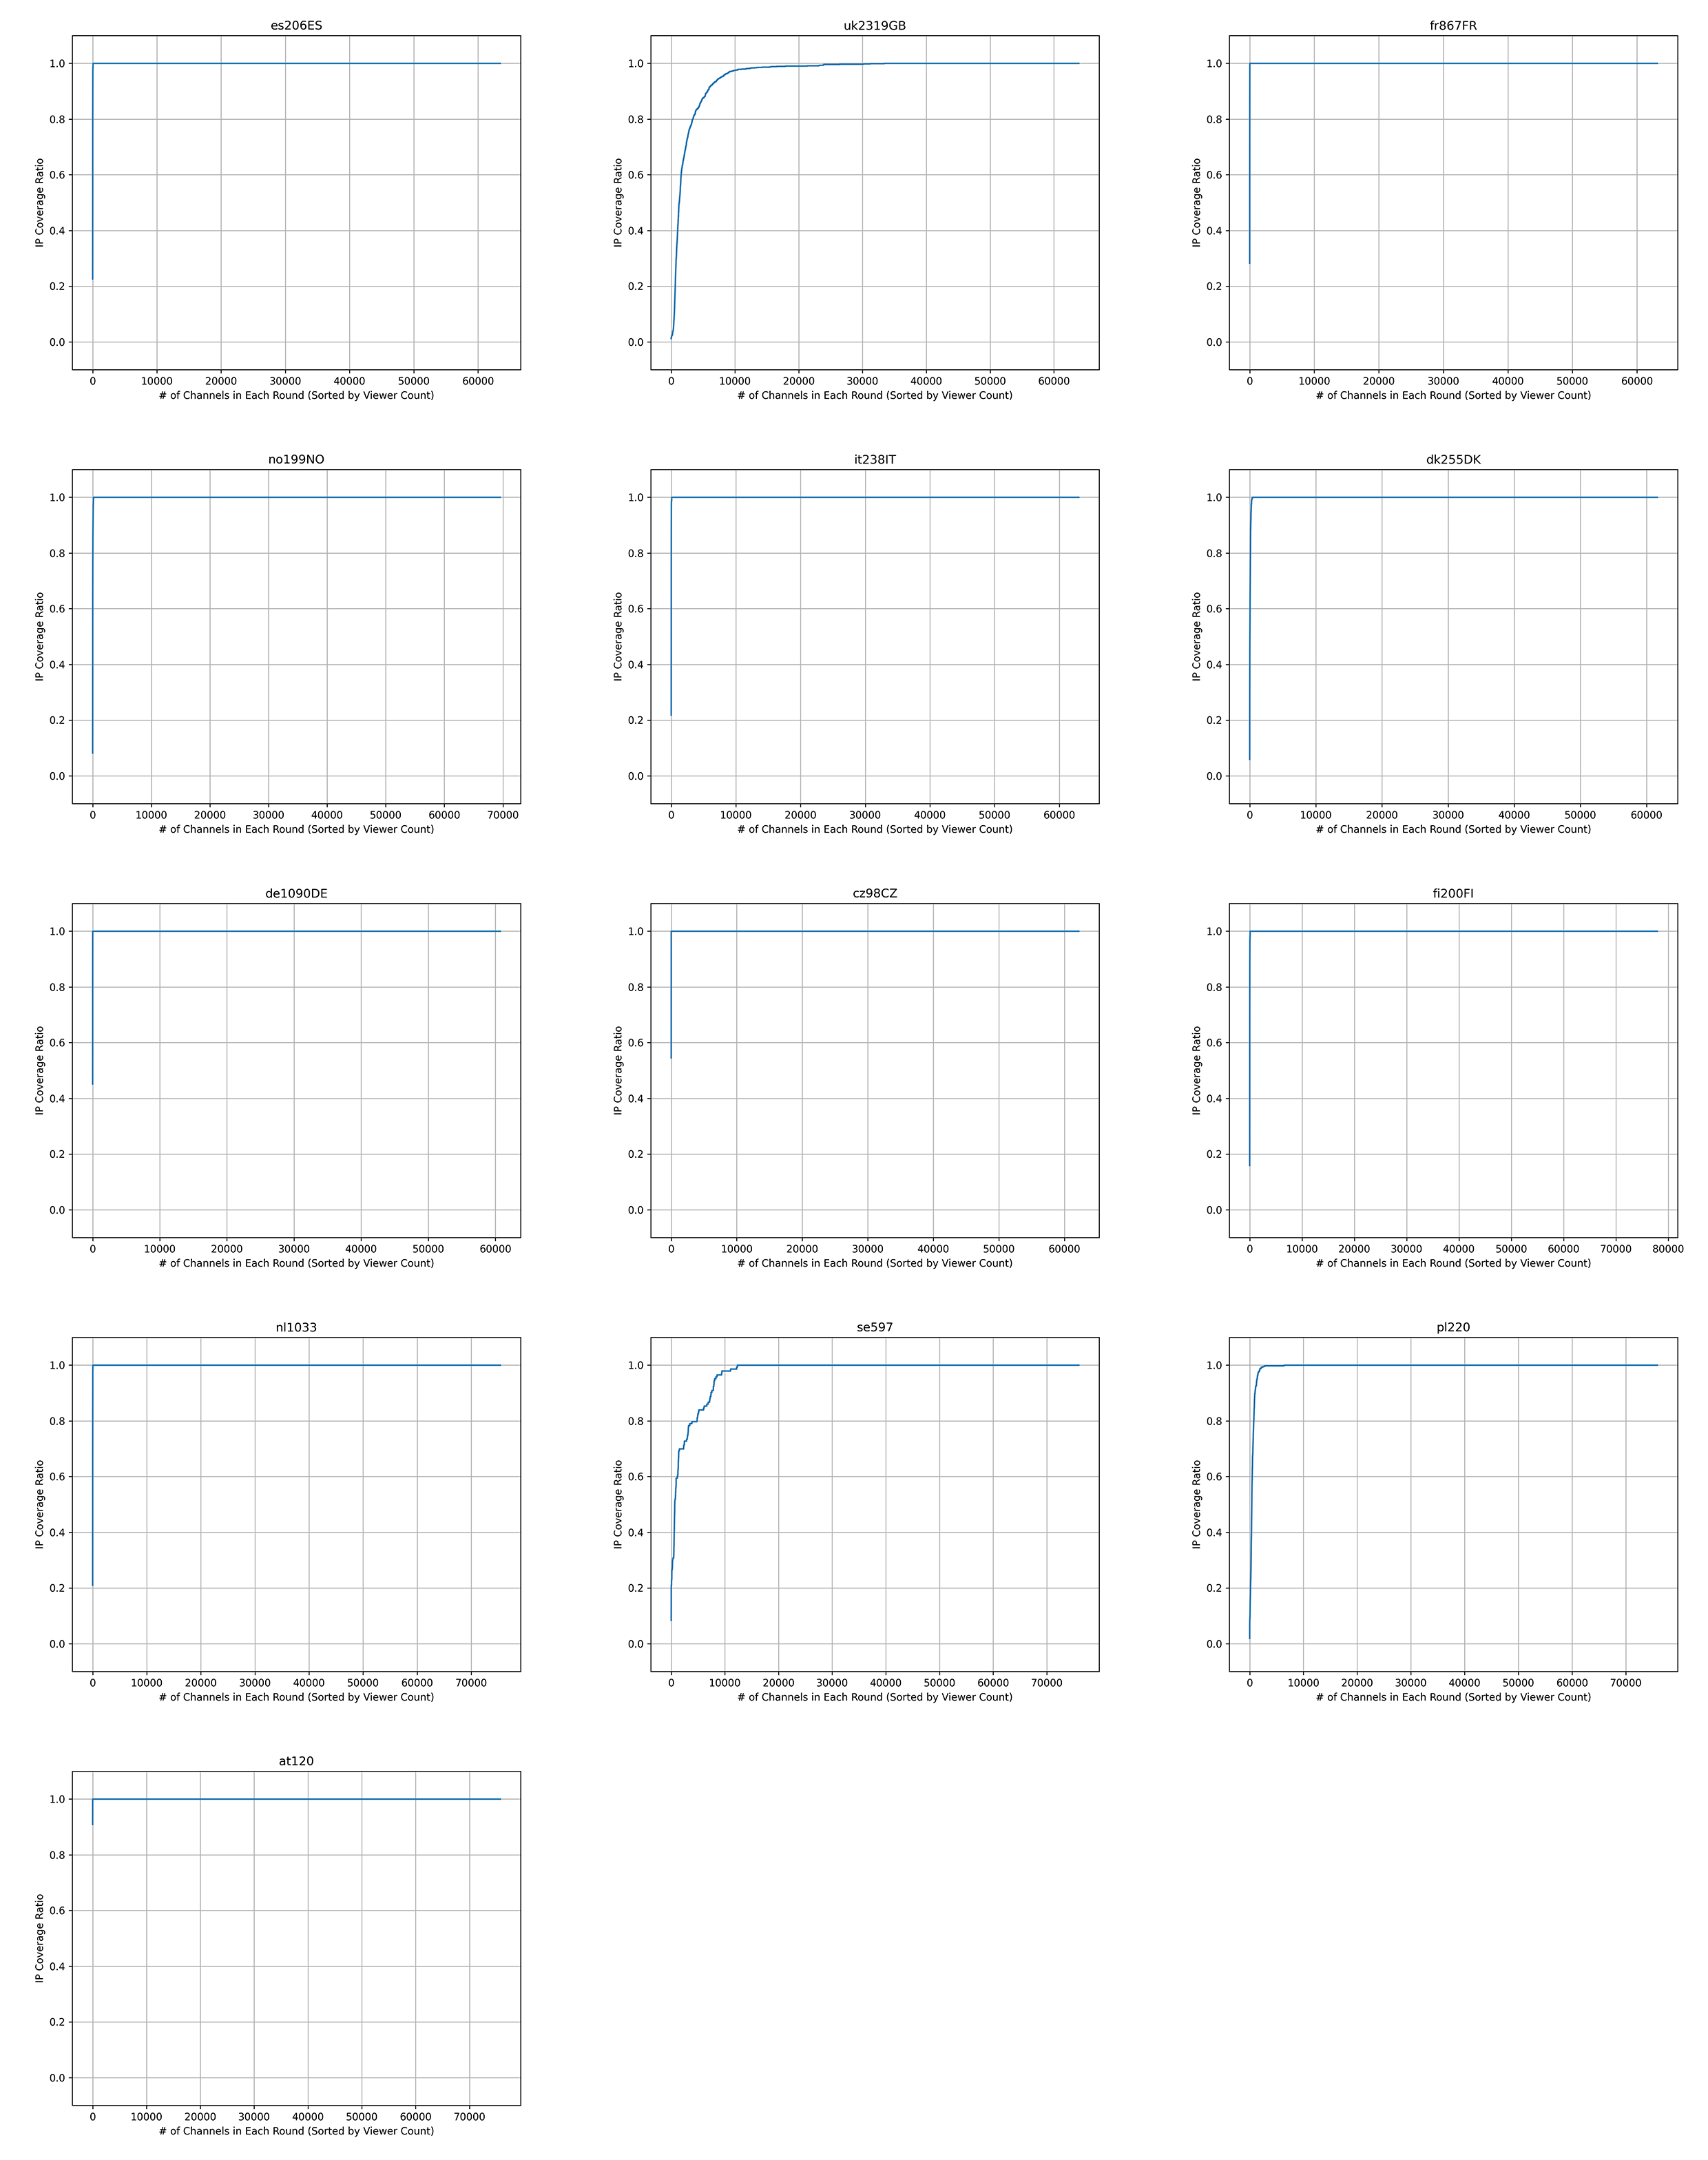 es206ES
IP Coverage Ratio
1.0
0.8
0.6
0.4
0.2
0.0
0 10000 20000 30000 40000 50000 60000
# of Channels in Each Round (Sorted by Viewer Count)
uk2319GB
IP Coverage Ratio
1.0
0.8
0.6
0.4
0.2
0.0
0 10000 20000 30000 40000 50000 60000
# of Channels in Each Round (Sorted by Viewer Count)
fr867FR
IP Coverage Ratio
1.0
0.8
0.6
0.4
0.2
0.0
0 10000 20000 30000 40000 50000 60000
# of Channels in Each Round (Sorted by Viewer Count)
no199NO
IP Coverage Ratio
1.0
0.8
0.6
0.4
0.2
0.0
0 10000 20000 30000 40000 50000 60000 70000
# of Channels in Each Round (Sorted by Viewer Count)
it238IT
IP Coverage Ratio
1.0
0.8
0.6
0.4
0.2
0.0
0 10000 20000 30000 40000 50000 60000
# of Channels in Each Round (Sorted by Viewer Count)
dk255DK
IP Coverage Ratio
1.0
0.8
0.6
0.4
0.2
0.0
0 10000 20000 30000 40000 50000 60000
# of Channels in Each Round (Sorted by Viewer Count)
de1090DE
IP Coverage Ratio
1.0
0.8
0.6
0.4
0.2
0.0
0 10000 20000 30000 40000 50000 60000
# of Channels in Each Round (Sorted by Viewer Count)
cz98CZ
IP Coverage Ratio
1.0
0.8
0.6
0.4
0.2
0.0
0 10000 20000 30000 40000 50000 60000
# of Channels in Each Round (Sorted by Viewer Count)
fi200FI
IP Coverage Ratio
1.0
0.8
0.6
0.4
0.2
0.0
0 10000 20000 30000 40000 50000 60000 70000 80000
# of Channels in Each Round (Sorted by Viewer Count)
nl1033
IP Coverage Ratio
1.0
0.8
0.6
0.4
0.2
0.0
0 10000 20000 30000 40000 50000 60000 70000
# of Channels in Each Round (Sorted by Viewer Count)
se597
IP Coverage Ratio
1.0
0.8
0.6
0.4
0.2
0.0
0 10000 20000 30000 40000 50000 60000 70000
# of Channels in Each Round (Sorted by Viewer Count)
pl220
IP Coverage Ratio
1.0
0.8
0.6
0.4
0.2
0.0
0 10000 20000 30000 40000 50000 60000 70000
# of Channels in Each Round (Sorted by Viewer Count)
at120
IP Coverage Ratio
1.0
0.8
0.6
0.4
0.2
0.0
0 10000 20000 30000 40000 50000 60000 70000
# of Channels in Each Round (Sorted by Viewer Count)